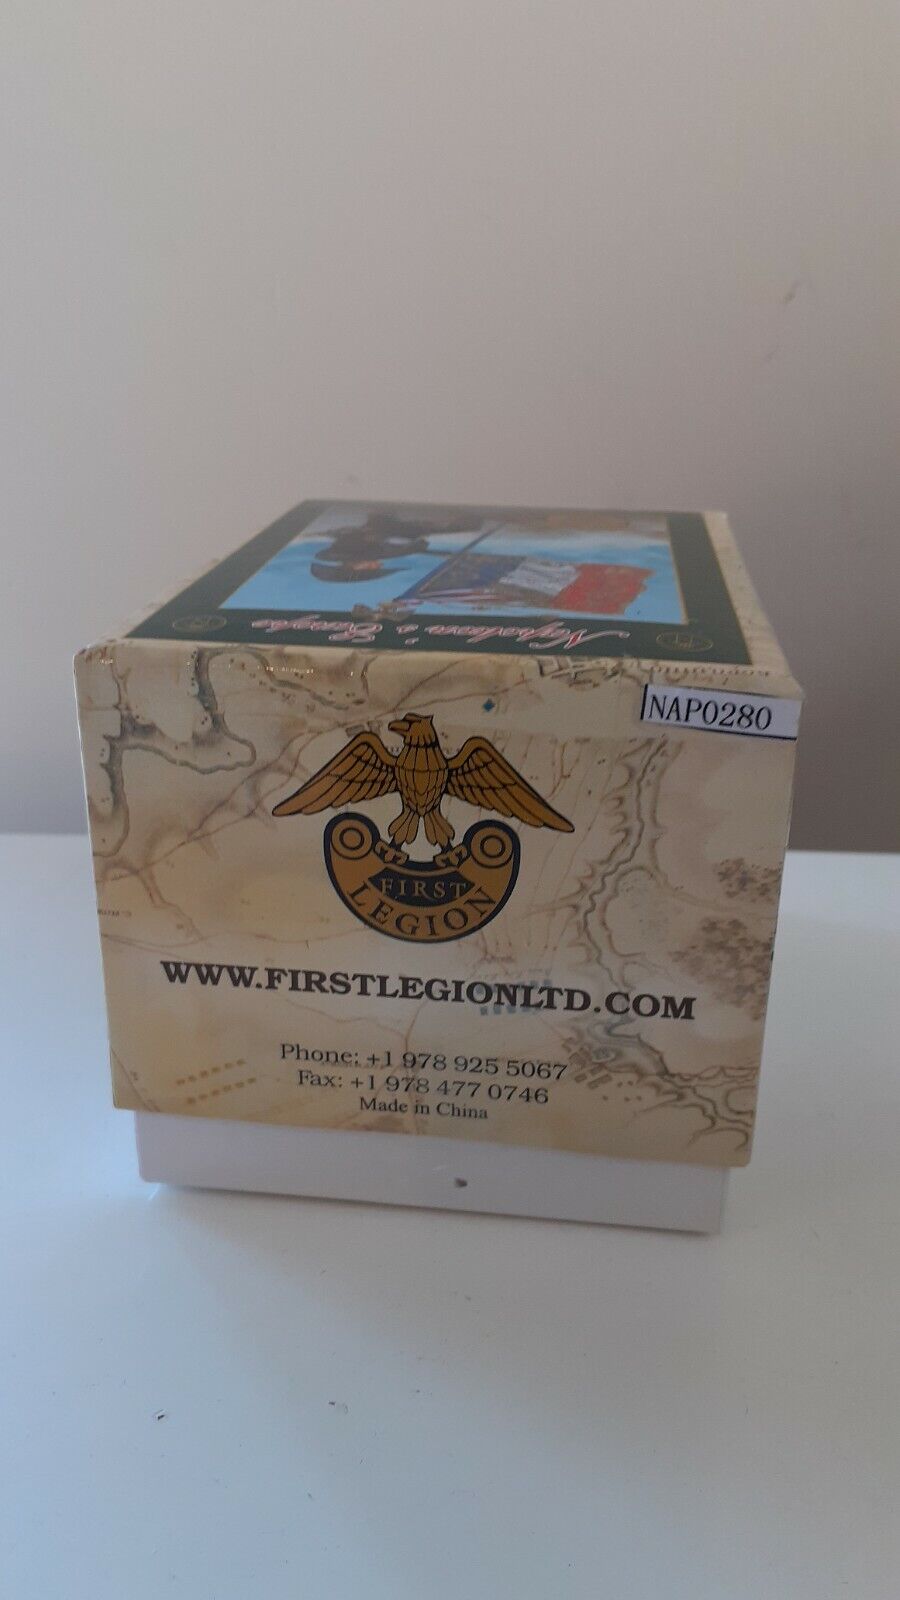 Napoleon's Europe
NAP0280
FIRST
LEGION
WWW.FIRSTLEGIONLTD.COM
Phone: +1 978 925 5067
Fax: +1 978 477 0746
Made in China